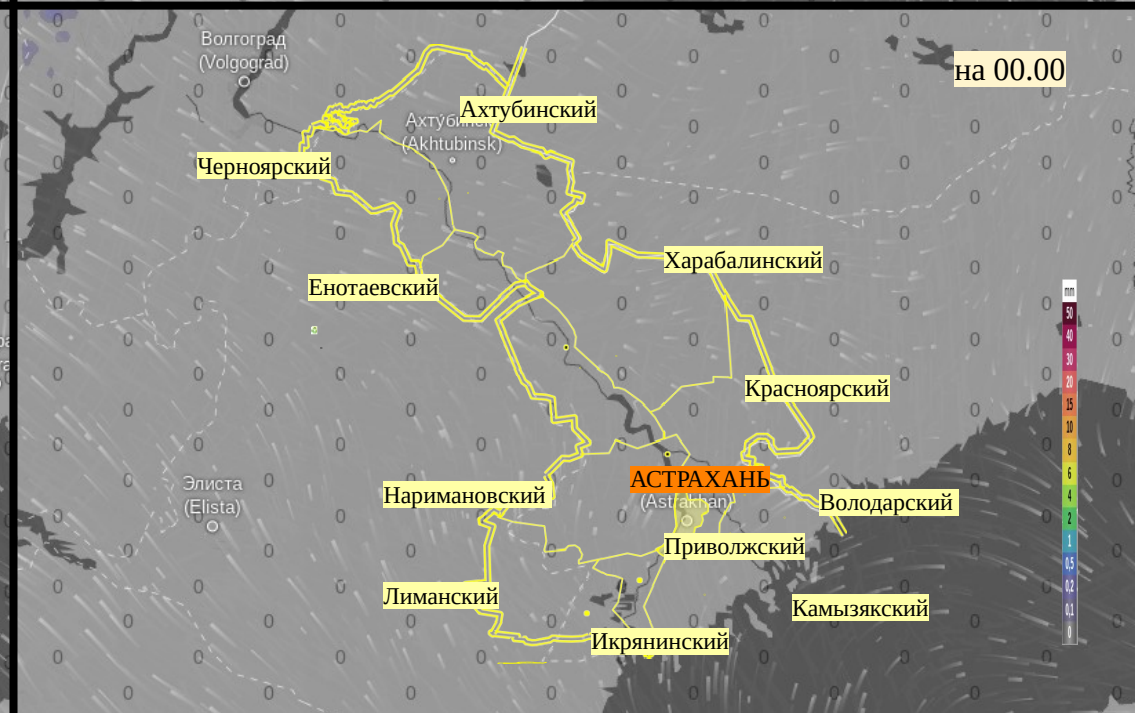 Волгоград
(Volgograd)
на 00.00
Ахтубинский
(Akhtubinsk)
Черноярский
Харабалинский
Енотаевский
mm
50
40
30
20
15
10
8
6
4
2
1
0,5
0,2
0,1
0
Красноярский
АСТРАХАНЬ
(Astrakhan)
Элиста
(Elista)
Наримановский
Володарский
Приволжский
Лиманский
Камызякский
Икрянинский